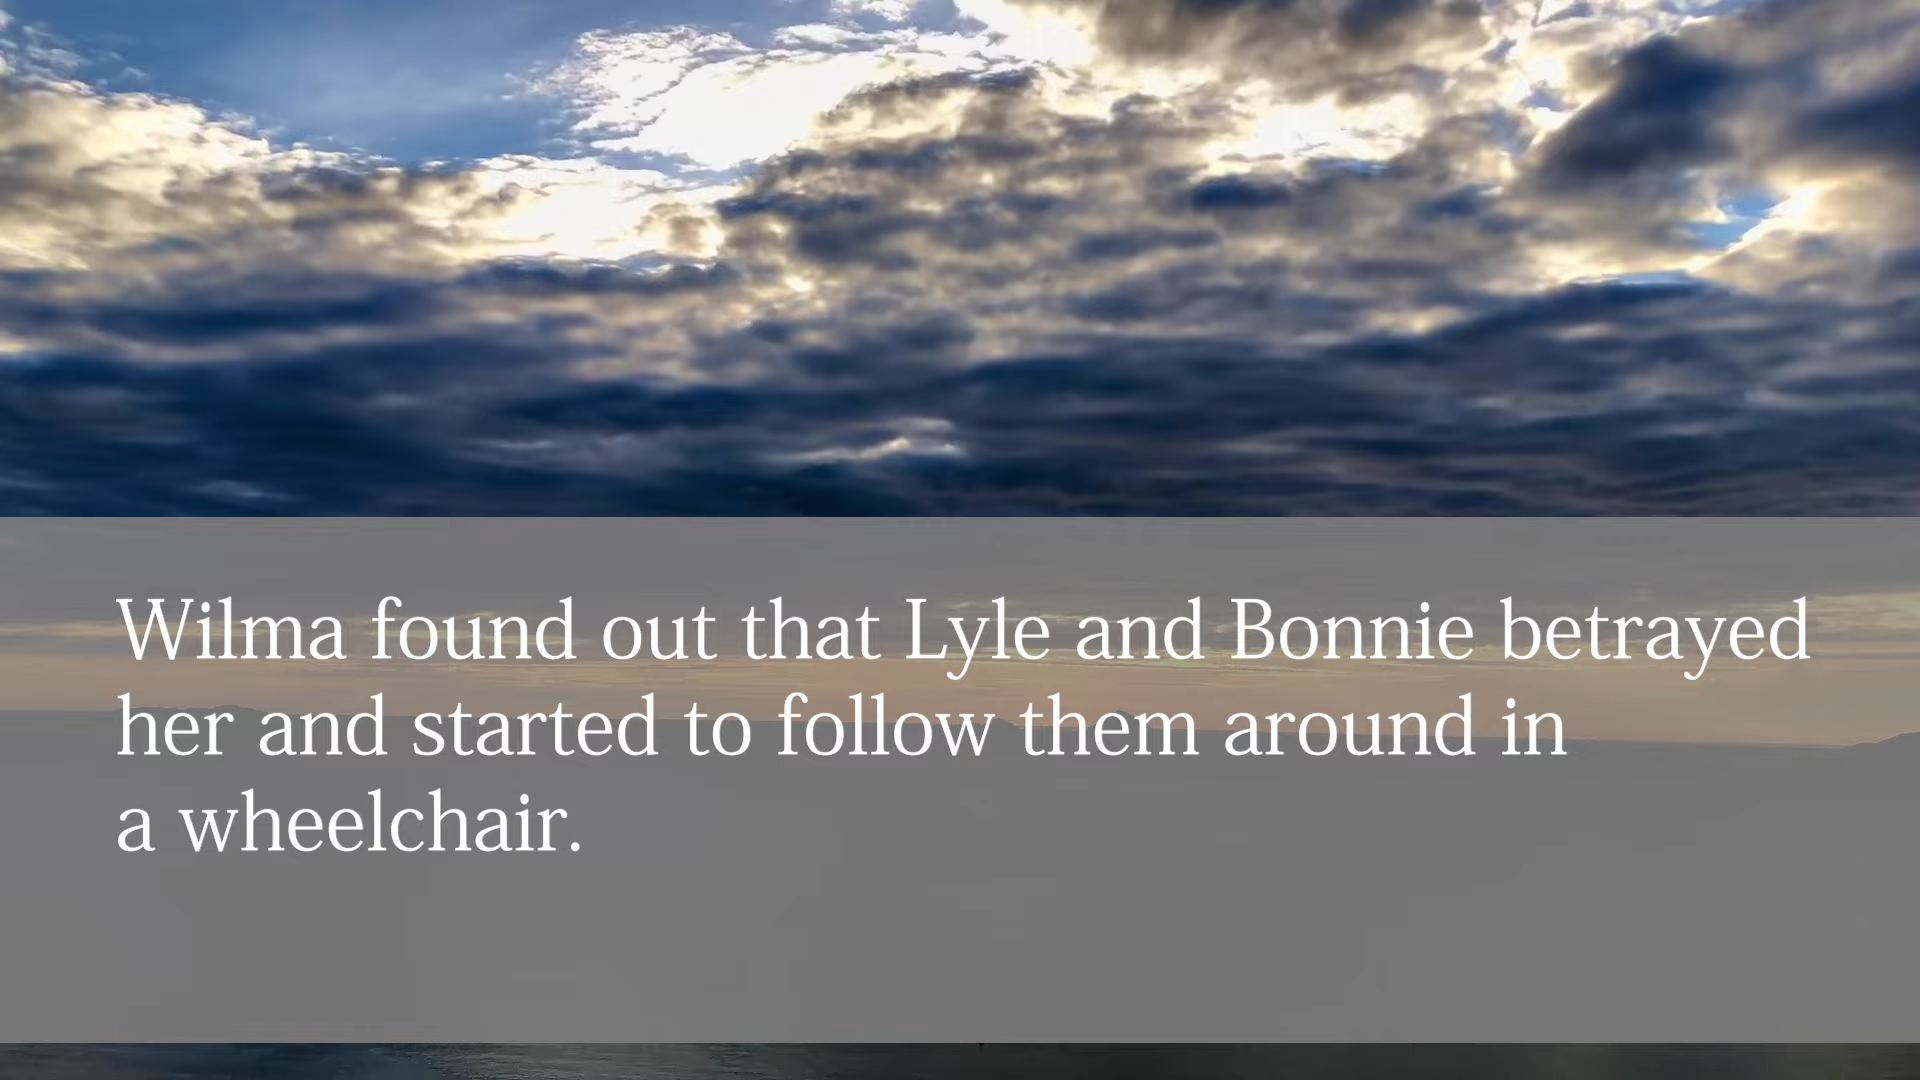 Wilma found out that Lyle and Bonnie betrayed
her and started to follow them around in
a wheelchair.